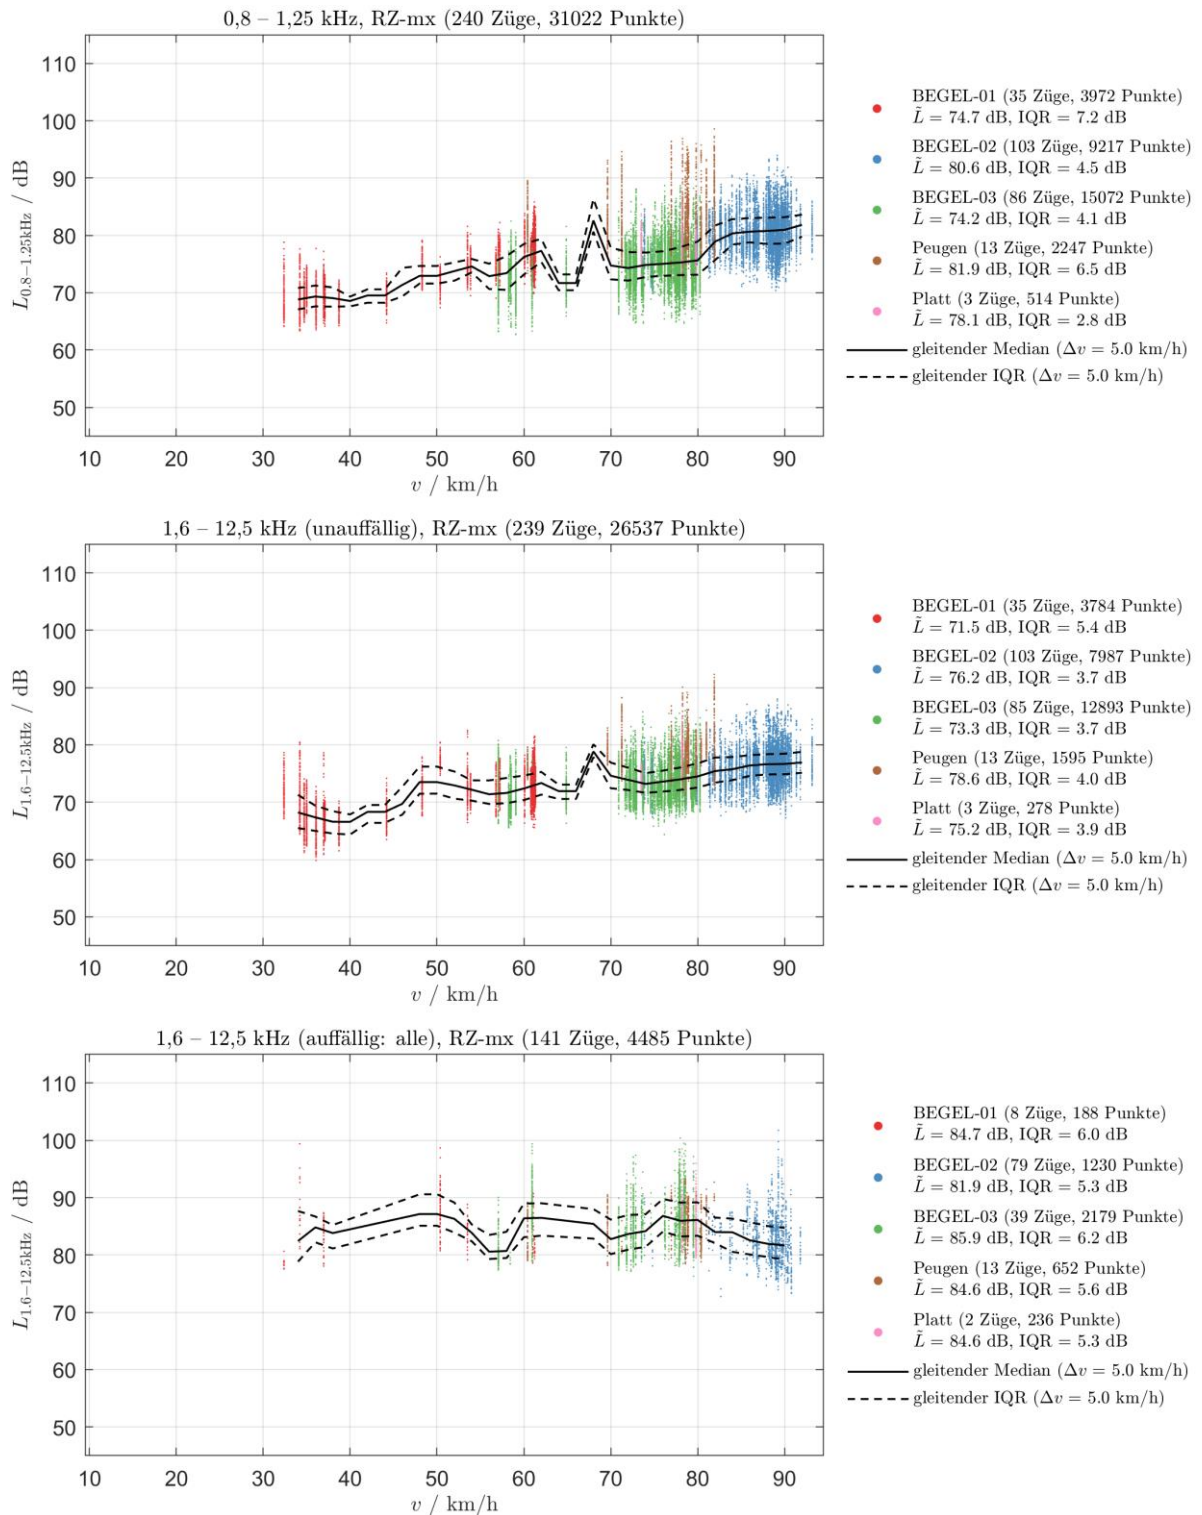 0,8 – 1,25 kHz, RZ-mx (240 Züge, 31022 Punkte)
110
100
90
80
70
60
50
L0.8−1.25kHz / dB
10 20 30 40 50 60 70 80 90
v / km/h
BEGEL-01 (35 Züge, 3972 Punkte)
L̃ = 74.7 dB, IQR = 7.2 dB
BEGEL-02 (103 Züge, 9217 Punkte)
L̃ = 80.6 dB, IQR = 4.5 dB
BEGEL-03 (86 Züge, 15072 Punkte)
L̃ = 74.2 dB, IQR = 4.1 dB
Peugen (13 Züge, 2247 Punkte)
L̃ = 81.9 dB, IQR = 6.5 dB
Platt (3 Züge, 514 Punkte)
L̃ = 78.1 dB, IQR = 2.8 dB
gleitender Median (Δv = 5.0 km/h)
gleitender IQR (Δv = 5.0 km/h)
1,6 – 12,5 kHz (unauffällig), RZ-mx (239 Züge, 26537 Punkte)
110
100
90
80
70
60
50
L1.6−12.5kHz / dB
10 20 30 40 50 60 70 80 90
v / km/h
BEGEL-01 (35 Züge, 3784 Punkte)
L̃ = 71.5 dB, IQR = 5.4 dB
BEGEL-02 (103 Züge, 7987 Punkte)
L̃ = 76.2 dB, IQR = 3.7 dB
BEGEL-03 (85 Züge, 12893 Punkte)
L̃ = 73.3 dB, IQR = 3.7 dB
Peugen (13 Züge, 1595 Punkte)
L̃ = 78.6 dB, IQR = 4.0 dB
Platt (3 Züge, 278 Punkte)
L̃ = 75.2 dB, IQR = 3.9 dB
gleitender Median (Δv = 5.0 km/h)
gleitender IQR (Δv = 5.0 km/h)
1,6 – 12,5 kHz (auffällig: alle), RZ-mx (141 Züge, 4485 Punkte)
110
100
90
80
70
60
50
L1.6−12.5kHz / dB
10 20 30 40 50 60 70 80 90
v / km/h
BEGEL-01 (8 Züge, 188 Punkte)
L̃ = 84.7 dB, IQR = 6.0 dB
BEGEL-02 (79 Züge, 1230 Punkte)
L̃ = 81.9 dB, IQR = 5.3 dB
BEGEL-03 (39 Züge, 2179 Punkte)
L̃ = 85.9 dB, IQR = 6.2 dB
Peugen (13 Züge, 652 Punkte)
L̃ = 84.6 dB, IQR = 5.6 dB
Platt (2 Züge, 236 Punkte)
L̃ = 84.6 dB, IQR = 5.3 dB
gleitender Median (Δv = 5.0 km/h)
gleitender IQR (Δv = 5.0 km/h)